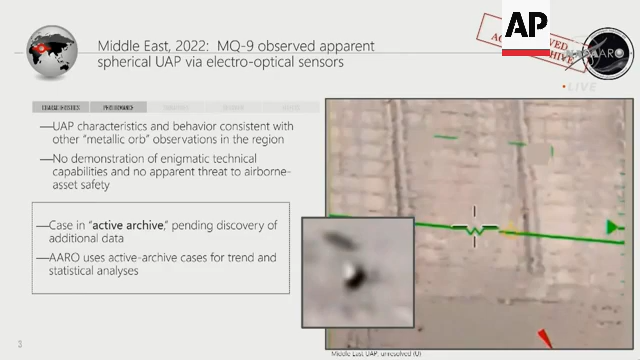 AP
Middle East, 2022:  MQ-9 observed apparent
spherical UAP via electro-optical sensors
LIVE
—UAP characteristics and behavior consistent with
other "metallic orb" observations in the region
—No demonstration of enigmatic technical
capabilities and no apparent threat to airborne-
asset safety
—Case in "active archive," pending discovery of
additional data
—AARO uses active-archive cases for trend and
statistical analyses
3
Middle East UAP, unresolved (U)